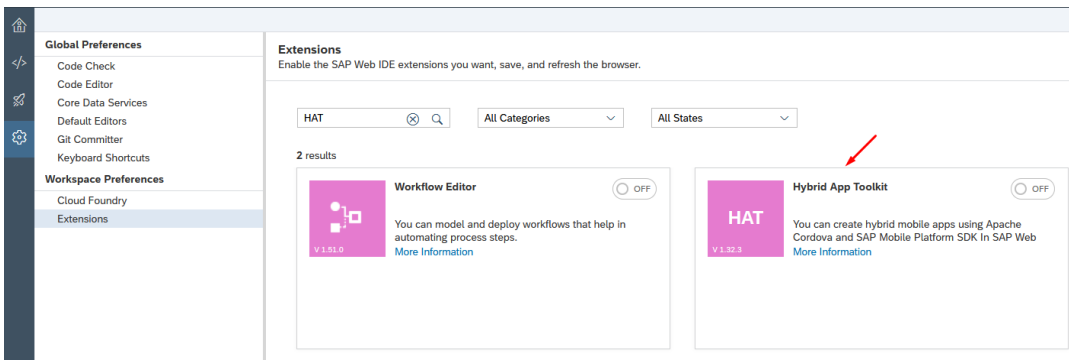 Global Preferences
Code Check
Code Editor
Core Data Services
Default Editors
Git Committer
Keyboard Shortcuts
Workspace Preferences
Cloud Foundry
Extensions
Extensions
Enable the SAP Web IDE extensions you want, save, and refresh the browser.
HAT
All Categories
All States
2 results
Workflow Editor
OFF
You can model and deploy workflows that help in
automating process steps.
More Information
V 1.51.0
Hybrid App Toolkit
OFF
HAT
You can create hybrid mobile apps using Apache
Cordova and SAP Mobile Platform SDK In SAP Web
More Information
V 1.32.3